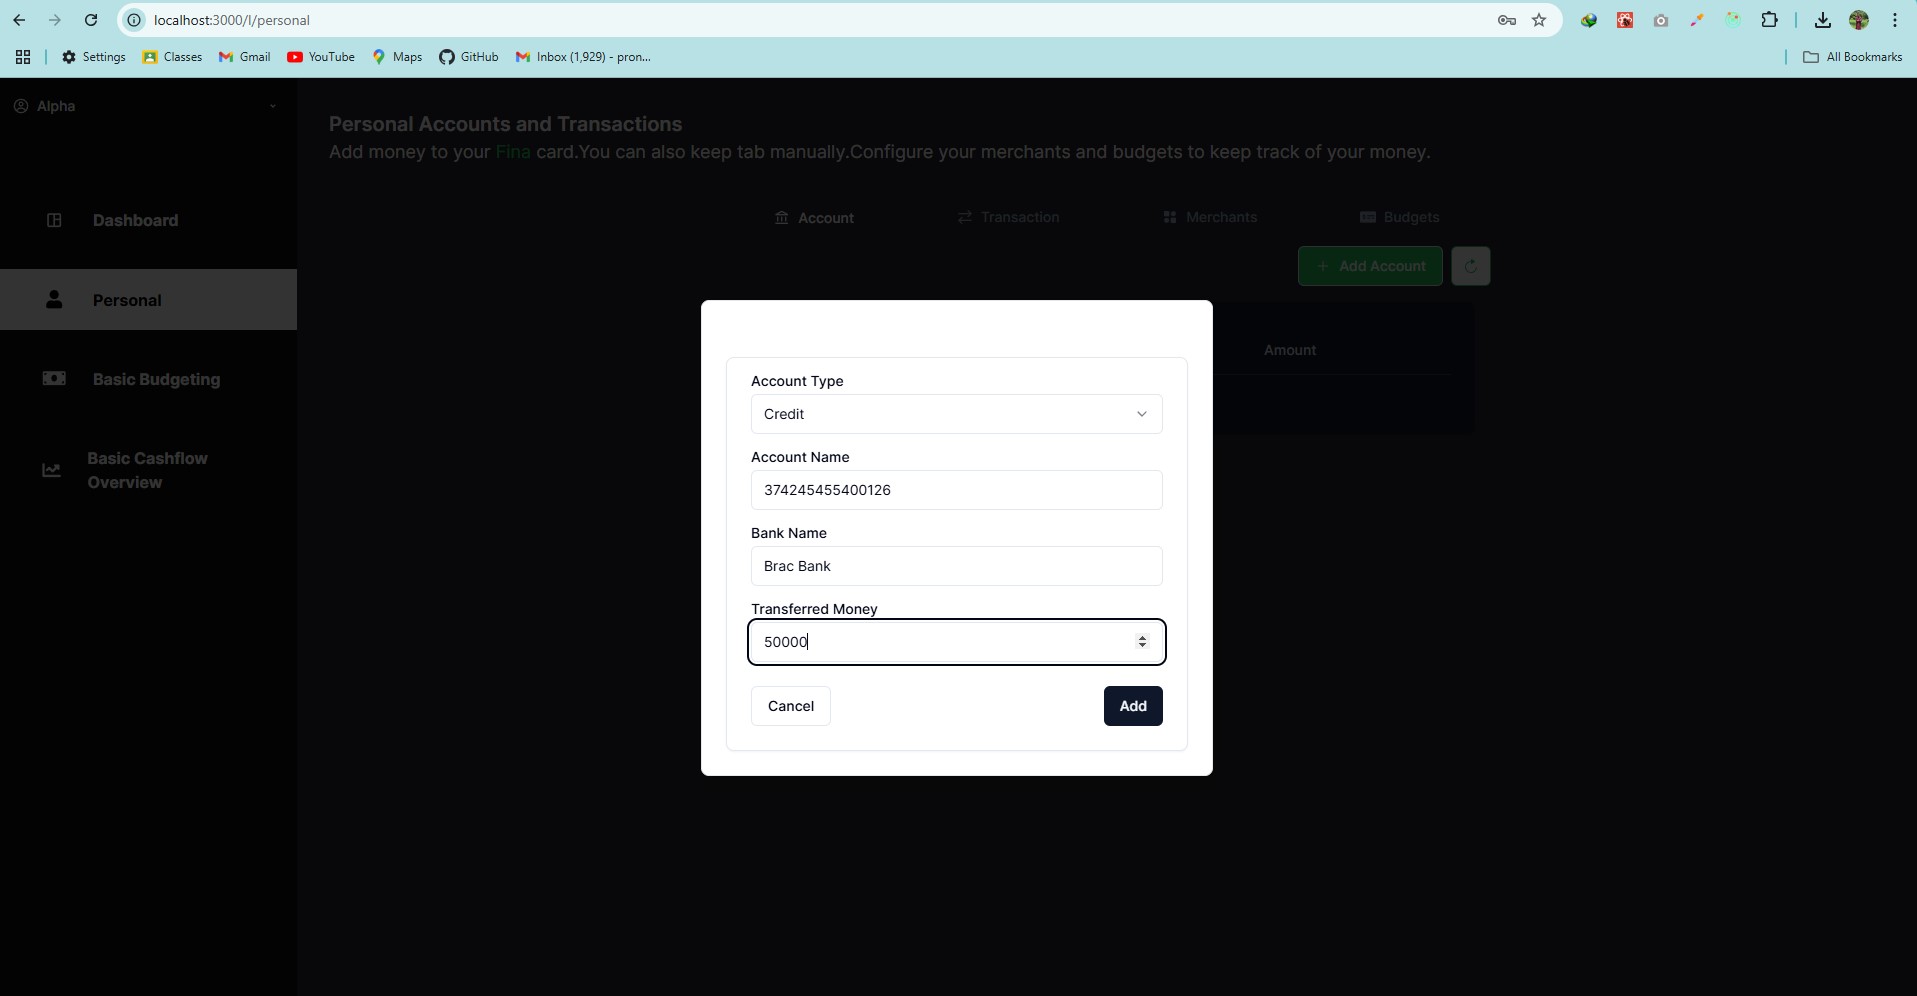 localhost:3000/l/personal
Settings Classes Gmail YouTube Maps GitHub Inbox (1,929) - pron... All Bookmarks
Alpha
Personal Accounts and Transactions
Add money to your Fina card.You can also keep tab manually.Configure your merchants and budgets to keep track of your money.
Dashboard
Account Transaction Merchants Budgets
Add Account
Personal
Amount
Basic Budgeting
Basic Cashflow
Overview
Account Type
Credit
Account Name
374245455400126
Bank Name
Brac Bank
Transferred Money
50000
Cancel Add